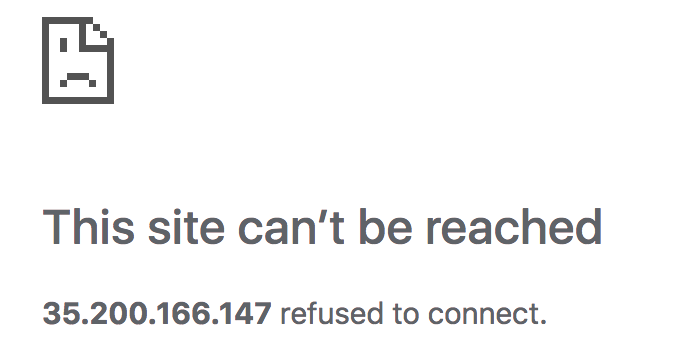 This site can’t be reached
35.200.166.147 refused to connect.